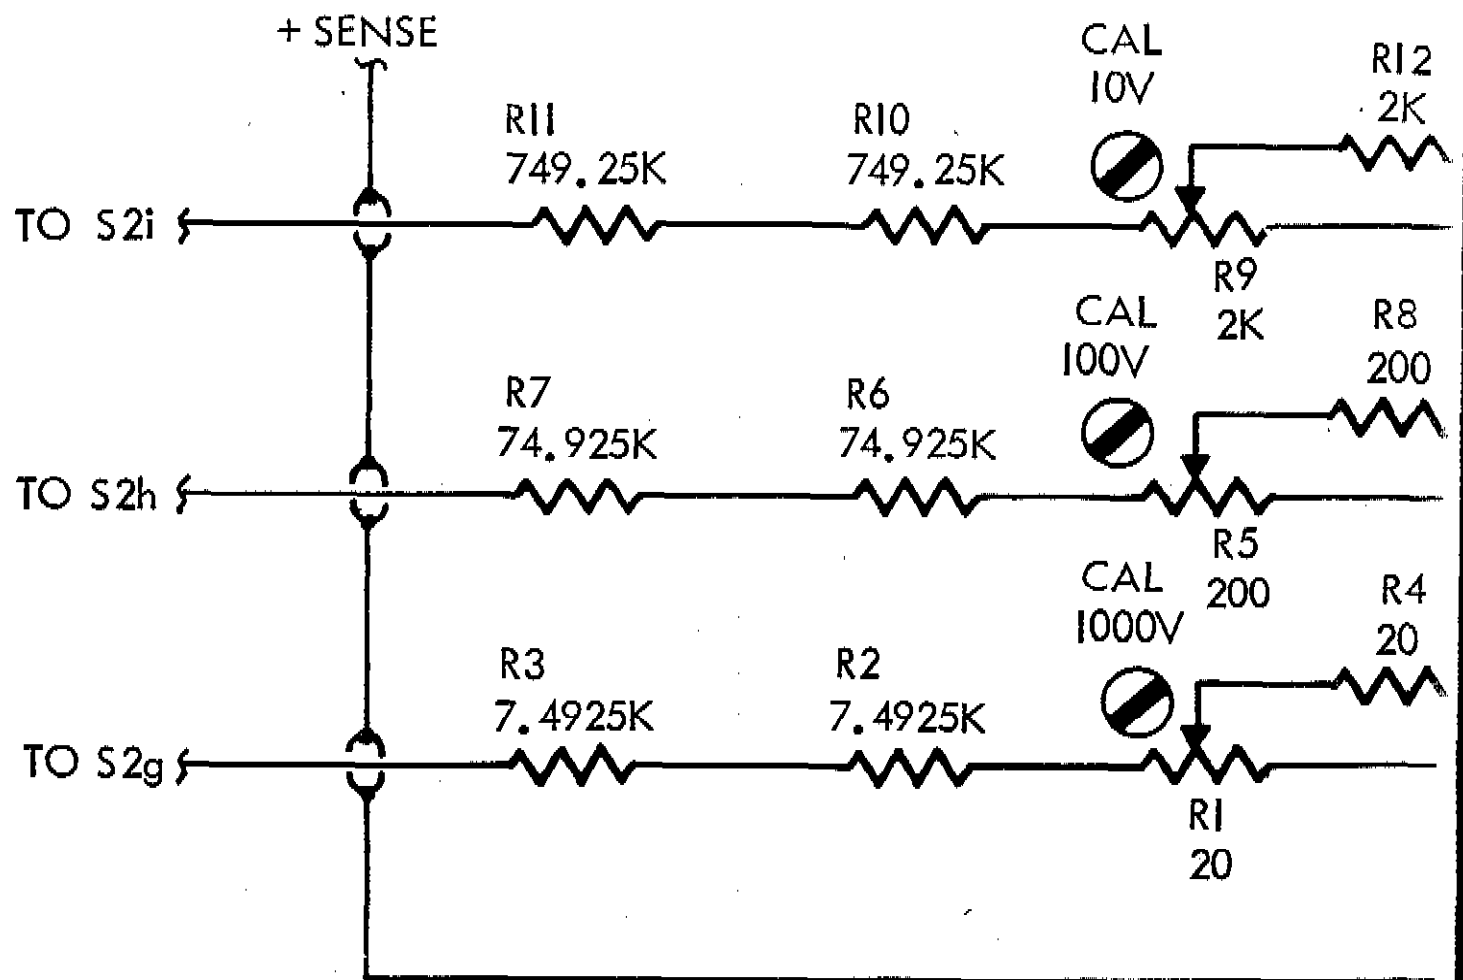 + SENSE
CAL
10V
R12
2K
R11
749.25K
R10
749.25K
TO S2i
R9
2K
CAL
100V
R8
200
R7
74.925K
R6
74.925K
TO S2h
R5
200
CAL
1000V
R4
20
R3
7.4925K
R2
7.4925K
TO S2g
R1
20